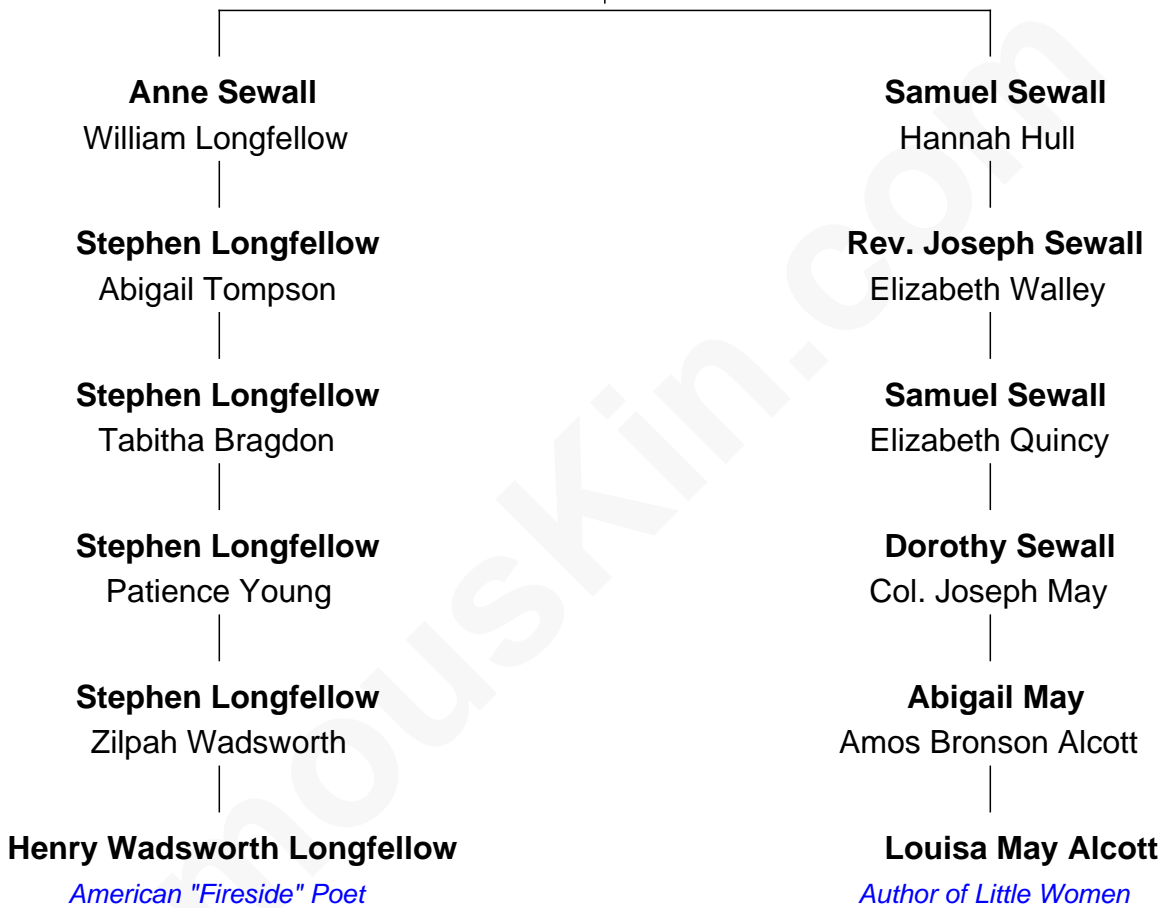 Anne Sewall
William Longfellow
Samuel Sewall
Hannah Hull
Stephen Longfellow
Abigail Tompson
Rev. Joseph Sewall
Elizabeth Walley
Stephen Longfellow
Tabitha Bragdon
Samuel Sewall
Elizabeth Quincy
Stephen Longfellow
Patience Young
Dorothy Sewall
Col. Joseph May
Stephen Longfellow
Zilpah Wadsworth
Abigail May
Amos Bronson Alcott
Henry Wadsworth Longfellow
American "Fireside" Poet
Louisa May Alcott
Author of Little Women
mousKin.com